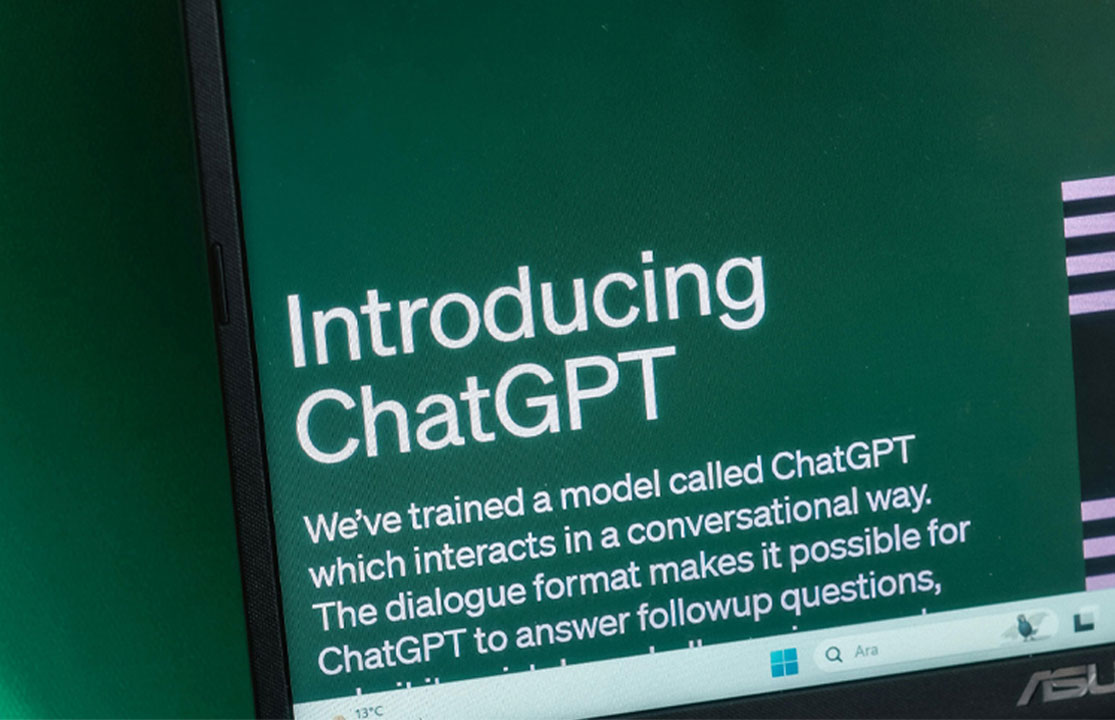 Introducing
ChatGPT
We've trained a model called ChatGPT
which interacts in a conversational way.
The dialogue format makes it possible for
ChatGPT to answer followup questions,
13°C
Ara